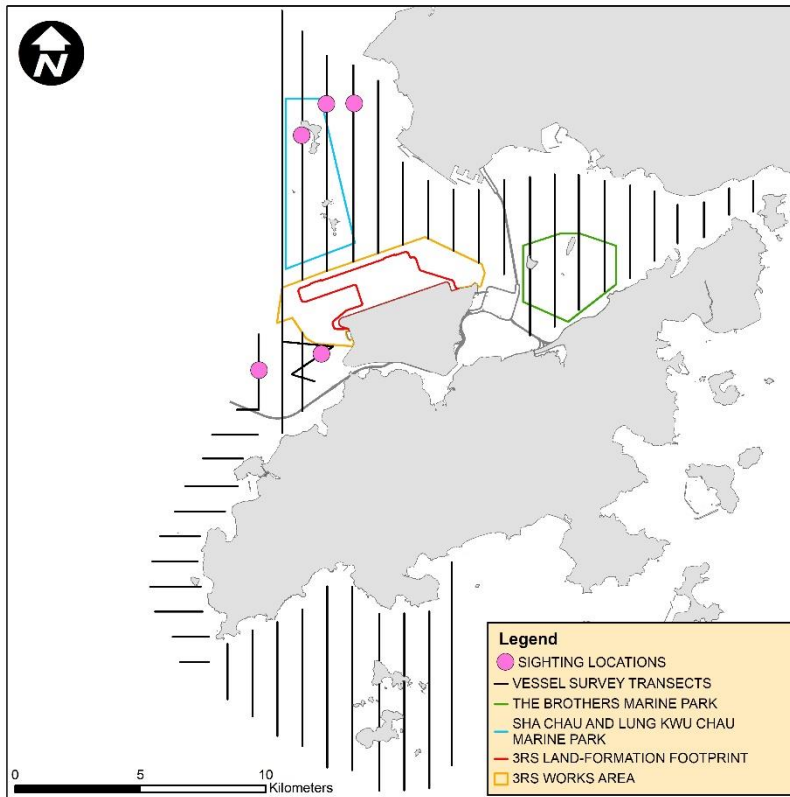 N
Legend
SIGHTING LOCATIONS
VESSEL SURVEY TRANSECTS
THE BROTHERS MARINE PARK
SHA CHAU AND LUNG KWU CHAU
MARINE PARK
3RS LAND-FORMATION FOOTPRINT
3RS WORKS AREA
0 5 10
Kilometers